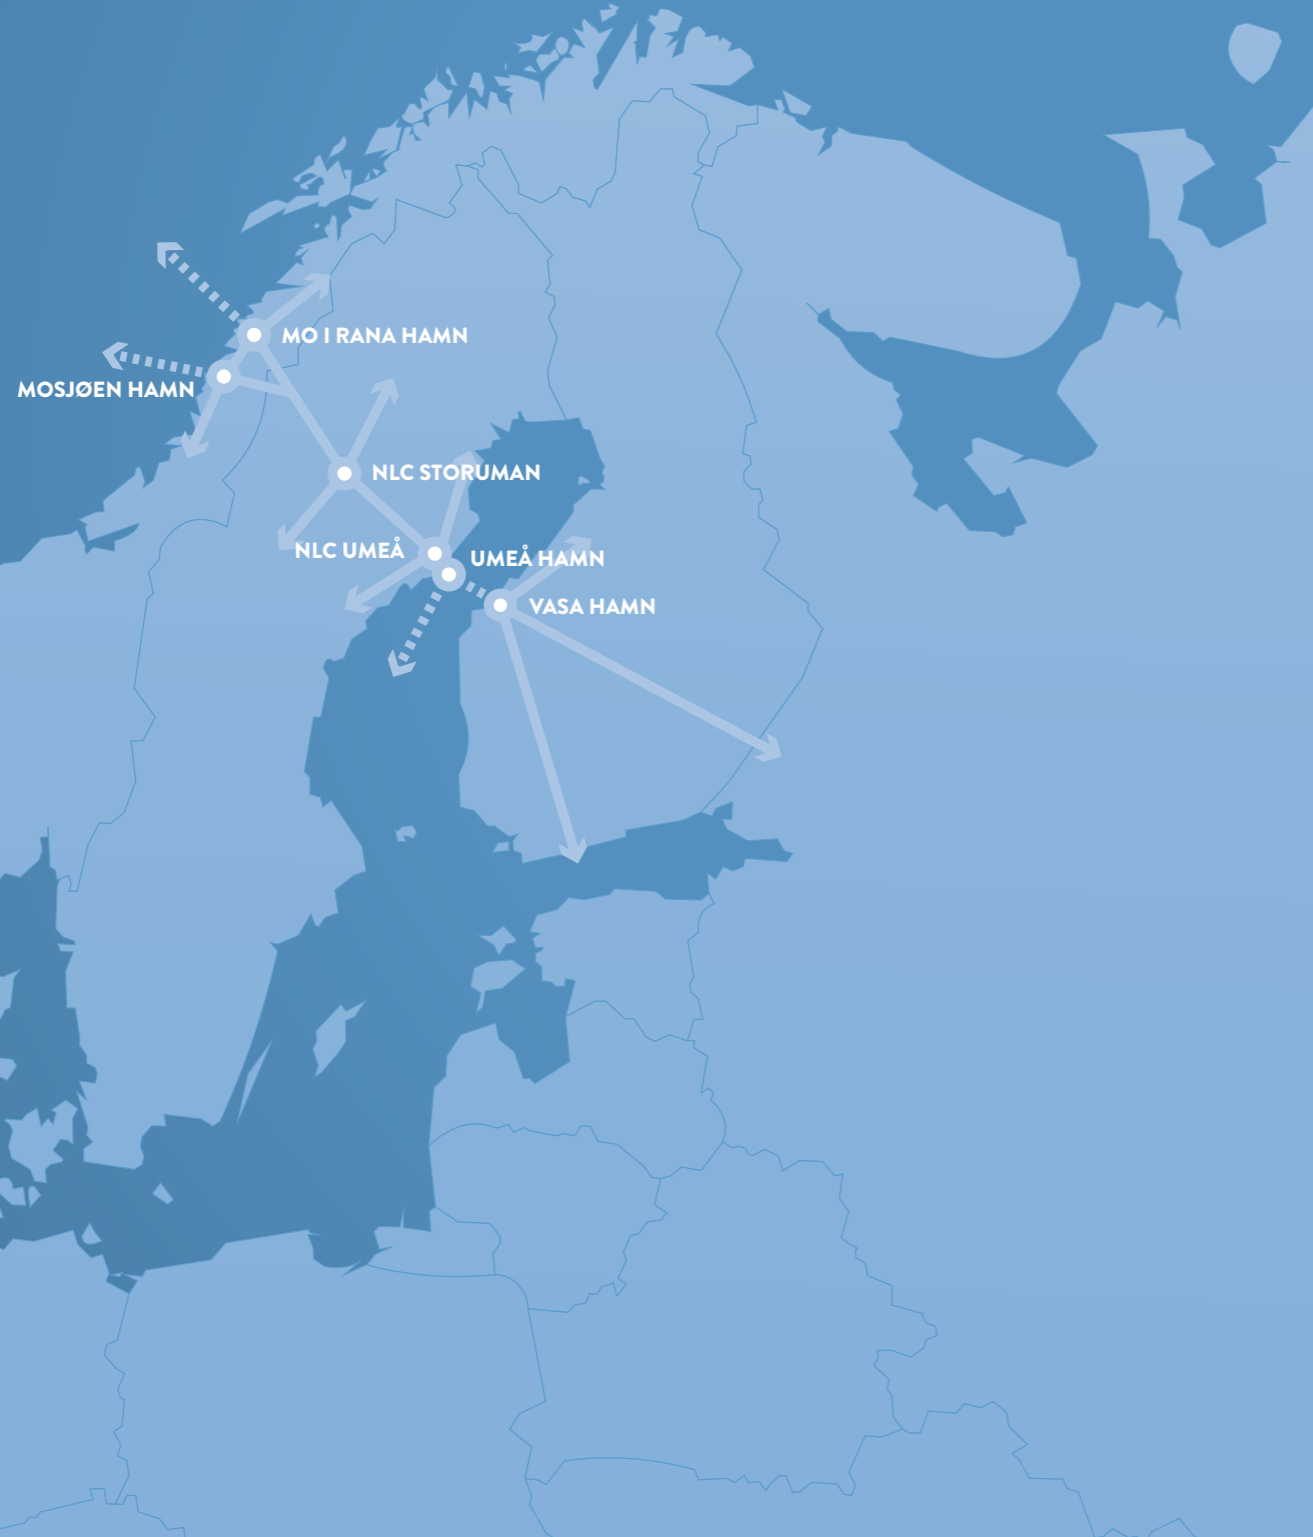 MO I RANA HAMN
MOSJØEN HAMN
NLC STORUMAN
NLC UMEÅ
UMEÅ HAMN
VASA HAMN